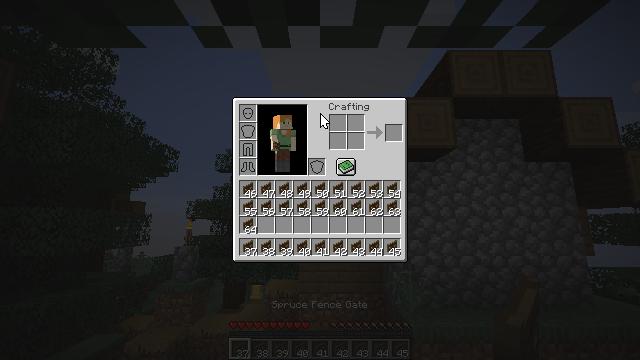 Crafting
46 47 48 49 50 51 52 53 54
55 56 57 58 59 60 61 62 63
64
37 38 39 40 41 42 43 44 45
Spruce Fence Gate
37 38 39 40 41 42 43 44 45